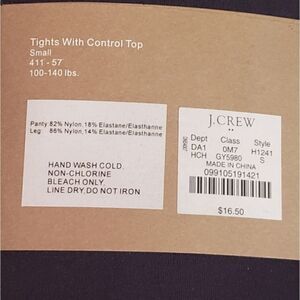 Tights With Control Top
Small
411 - 57
100-140 lbs.
Panty 82% Nylon,18% Elastane/Elasthanne
Leg 86% Nylon,14% Elastane/Elasthanne
HAND WASH COLD.
NON-CHLORINE
BLEACH ONLY.
LINE DRY,DO NOT IRON
J.CREW
Dept Class Style
DA1 0M7 H1241
HCH GY5980 S
MADE IN CHINA
099105191421
$16.50